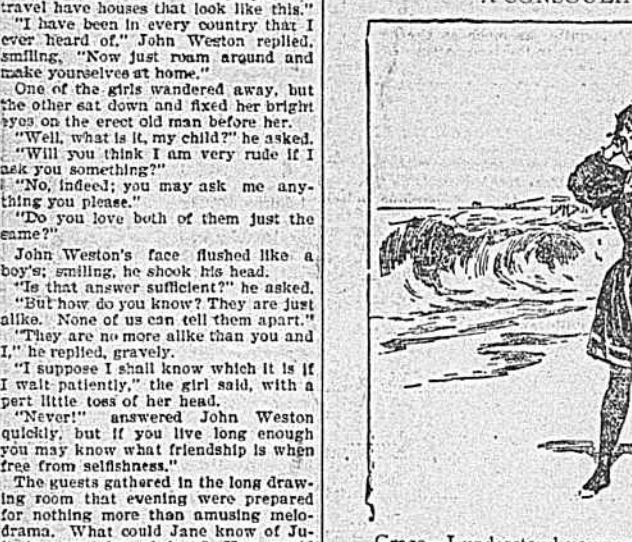 travel have houses that look like this."
"I have been in every country that I
ever heard of," John Weston replied,
smiling, "Now just roam around and
make yourselves at home."
One of the girls wandered away, but
the other sat down and fixed her bright
eyes on the erect old man before her.
"Well, what is it, my child?" he asked.
"Will you think I am very rude if I
ask you something?"
"No, indeed; you may ask me any-
thing you please."
"Do you love both of them just the
same?"
John Weston's face flushed like a
boy's; smiling, he shook his head.
"Is that answer sufficient?" he asked.
"But how do you know? They are just
alike. None of us can tell them apart."
"They are no more alike than you and
I," he replied, gravely.
"I suppose I shall know which it is if
I wait patiently," the girl said, with a
pert little toss of her head.
"Never!" answered John Weston
quickly, but if you live long enough
you may know what friendship is when
free from selfishness."
The guests gathered in the long draw-
ing room that evening were prepared
for nothing more than amusing melo-
drama. What could Jane know of Ju-